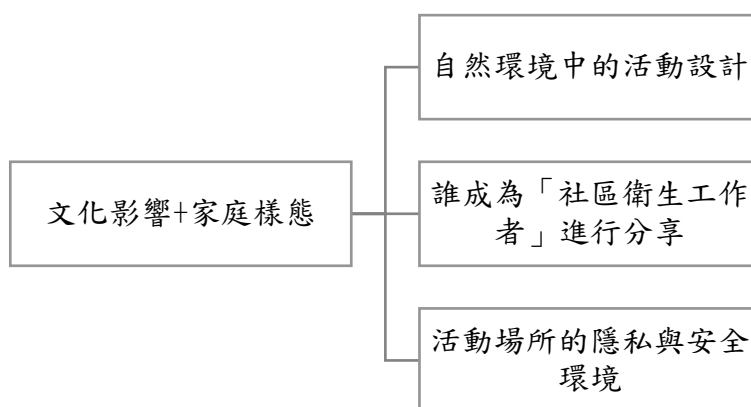 自然環境中的活動設計
文化影響+家庭樣態
誰成為「社區衛生工作
者」進行分享
活動場所的隱私與安全
環境